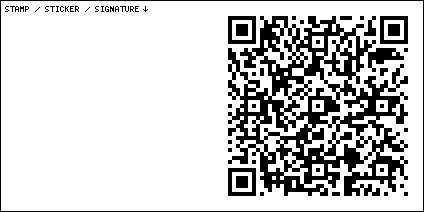 STAMP / STICKER / SIGNATURE ↓